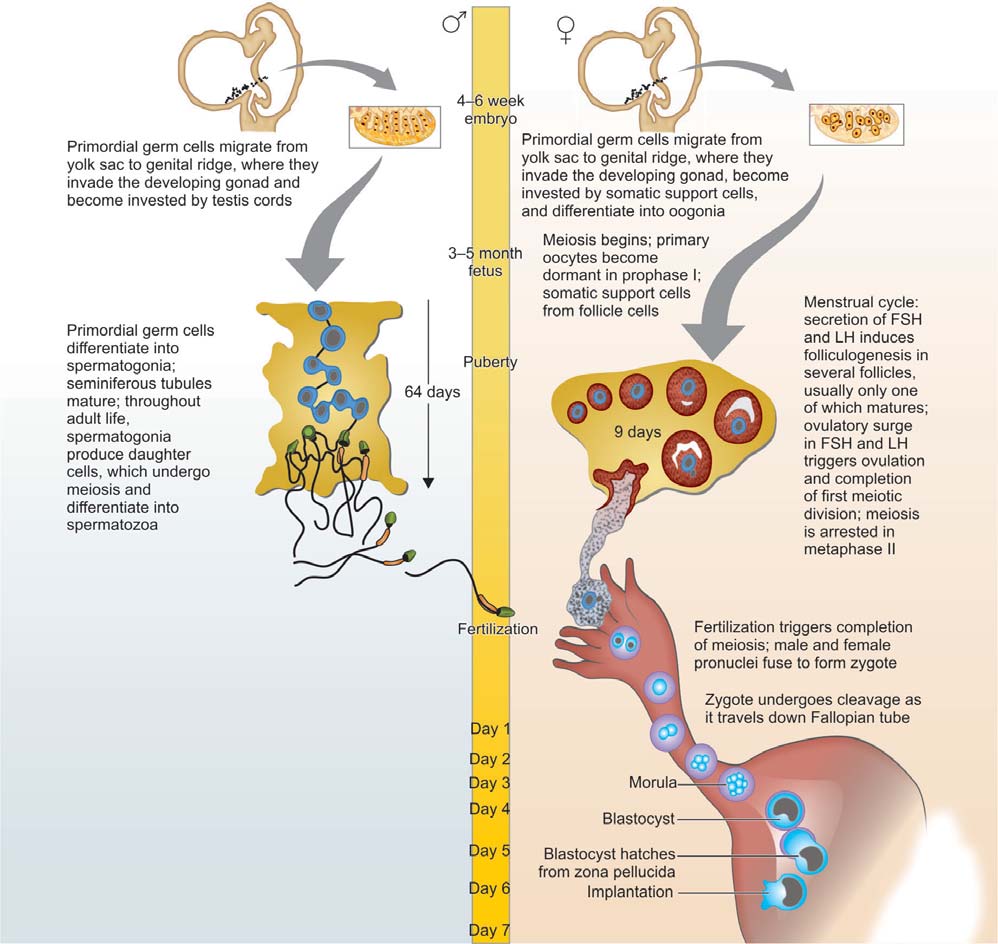 ♂
♀
4–6 week
embryo
Primordial germ cells migrate from
yolk sac to genital ridge, where they
invade the developing gonad and
become invested by testis cords
Primordial germ cells migrate from
yolk sac to genital ridge, where they
invade the developing gonad, become
invested by somatic support cells,
and differentiate into oogonia
3–5 month
fetus
Meiosis begins; primary
oocytes become
dormant in prophase I;
somatic support cells
from follicle cells
Primordial germ cells
differentiate into
spermatogonia;
seminiferous tubules
mature; throughout
adult life,
spermatogonia
produce daughter
cells, which undergo
meiosis and
differentiate into
spermatozoa
64 days
Puberty
9 days
Menstrual cycle:
secretion of FSH
and LH induces
folliculogenesis in
several follicles,
usually only one
of which matures;
ovulatory surge
in FSH and LH
triggers ovulation
and completion
of first meiotic
division; meiosis
is arrested in
metaphase II
Fertilization
Fertilization triggers completion
of meiosis; male and female
pronuclei fuse to form zygote
Zygote undergoes cleavage as
it travels down Fallopian tube
Day 1
Day 2
Day 3
Day 4
Day 5
Day 6
Day 7
Morula
Blastocyst
Blastocyst hatches
from zona pellucida
Implantation